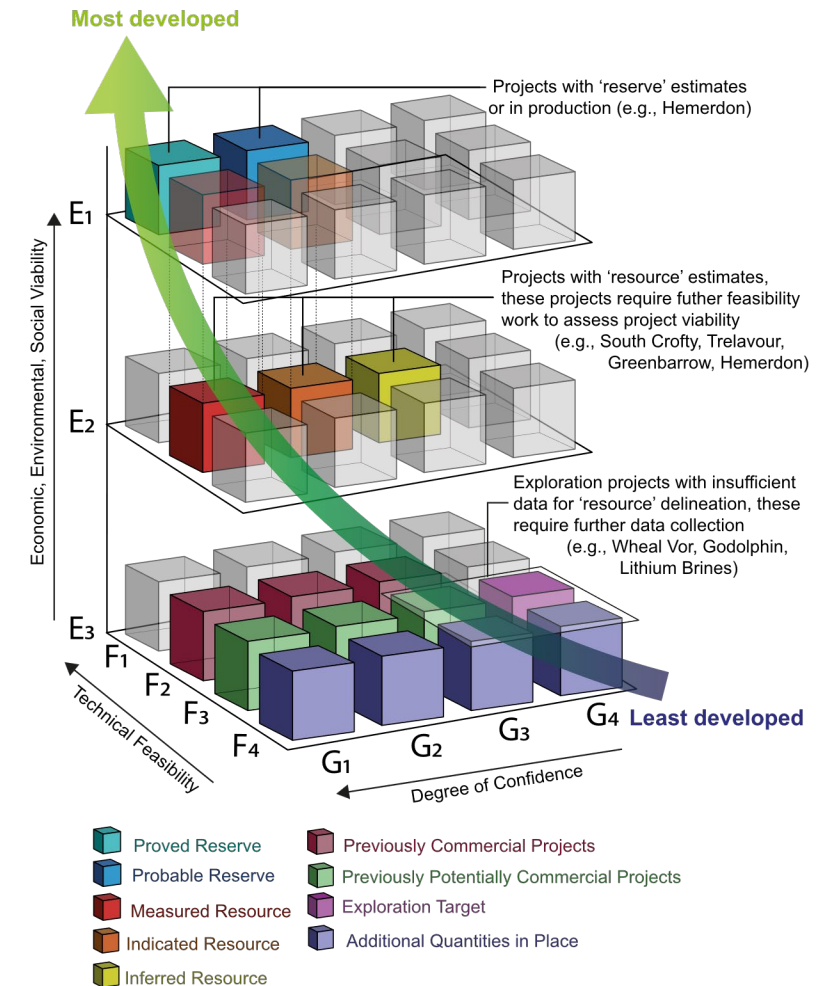 Most developed
Projects with ‘reserve’ estimates
or in production (e.g., Hemerdon)
E1
Projects with ‘resource’ estimates,
these projects require futher feasibility
work to assess project viability
(e.g., South Crofty, Trelavour,
Greenbarrow, Hemerdon)
E2
Economic, Environmental, Social Viability
Exploration projects with insufficient
data for ‘resource’ delineation, these
require further data collection
(e.g., Wheal Vor, Godolphin,
Lithium Brines)
E3
F1
F2
F3
F4
G1
G2
G3
G4
Least developed
Technical Feasibility
Degree of Confidence
Proved Reserve
Probable Reserve
Measured Resource
Indicated Resource
Inferred Resource
Previously Commercial Projects
Previously Potentially Commercial Projects
Exploration Target
Additional Quantities in Place